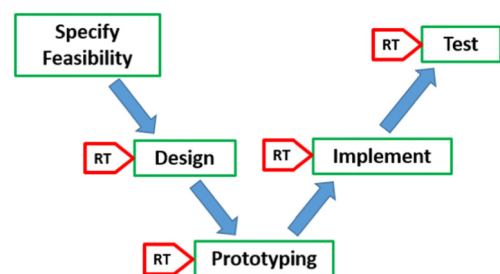 Specify
Feasibility
RT
Test
RT
Design
RT
Implement
RT
Prototyping